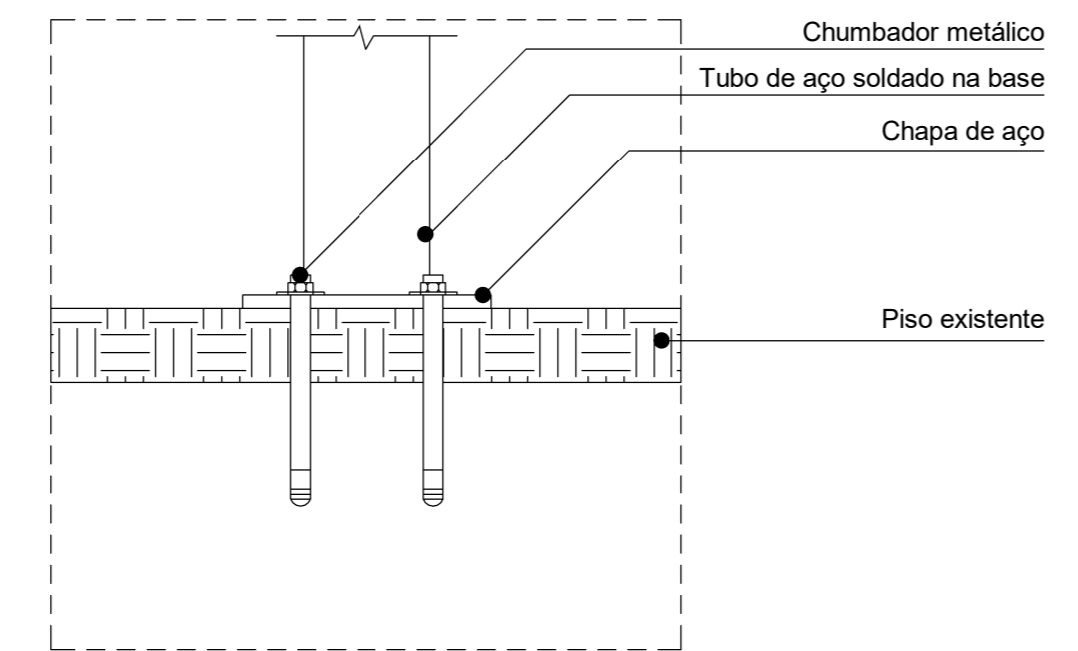 Chumbador metálico
Tubo de aço soldado na base
Chapa de aço
Piso existente